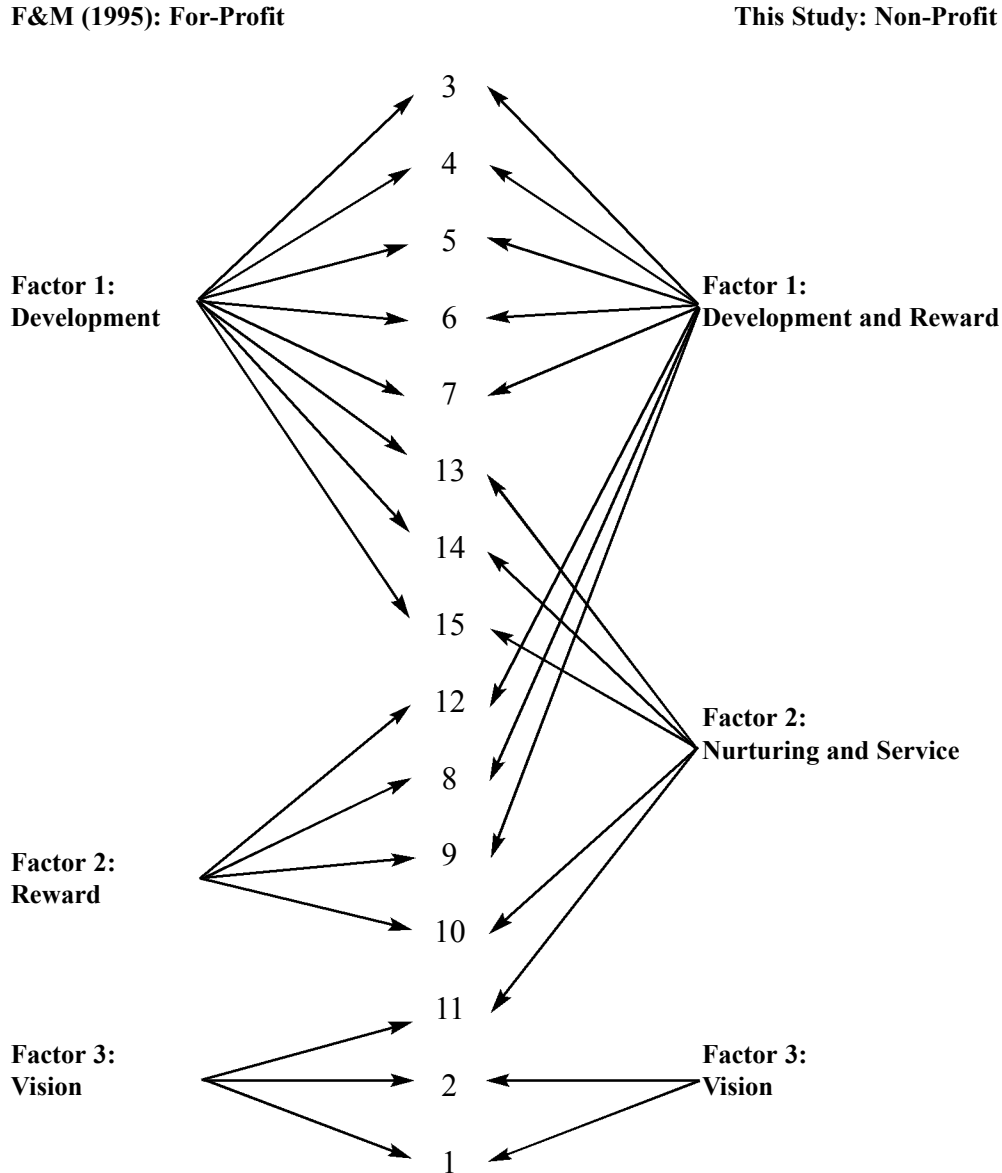 F&M (1995): For-Profit
This Study: Non-Profit
3
4
5
Factor 1:
Development
6
Factor 1:
Development and Reward
7
13
14
15
12
Factor 2:
Nurturing and Service
8
9
Factor 2:
Reward
10
11
Factor 3:
Vision
2
Factor 3:
Vision
1